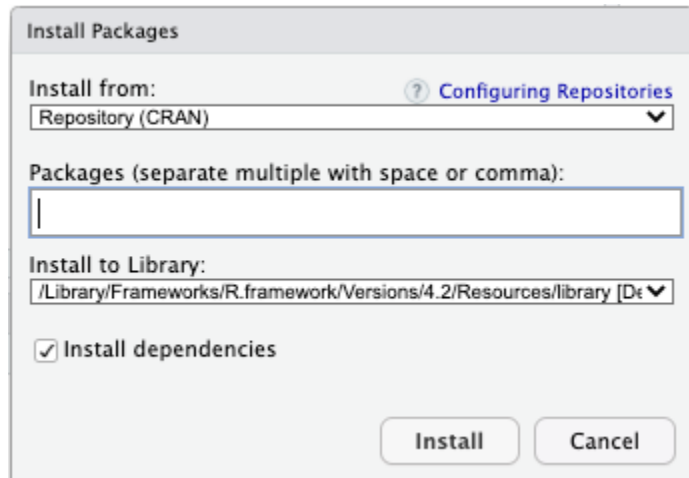 Install Packages
Install from:
? Configuring Repositories
Repository (CRAN)
Packages (separate multiple with space or comma):
Install to Library:
/Library/Frameworks/R.framework/Versions/4.2/Resources/library [De
Install dependencies
Install
Cancel